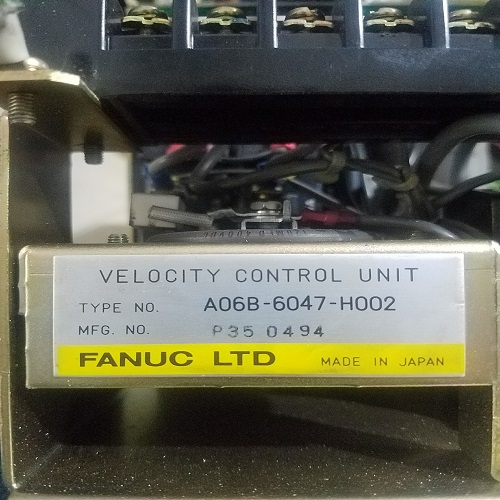 VELOCITY CONTROL UNIT
TYPE NO. A06B-6047-H002
MFG. NO. P35 0494
FANUC LTD MADE IN JAPAN